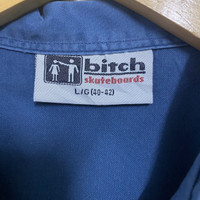 bitch
skateboards
L/G (40-42)